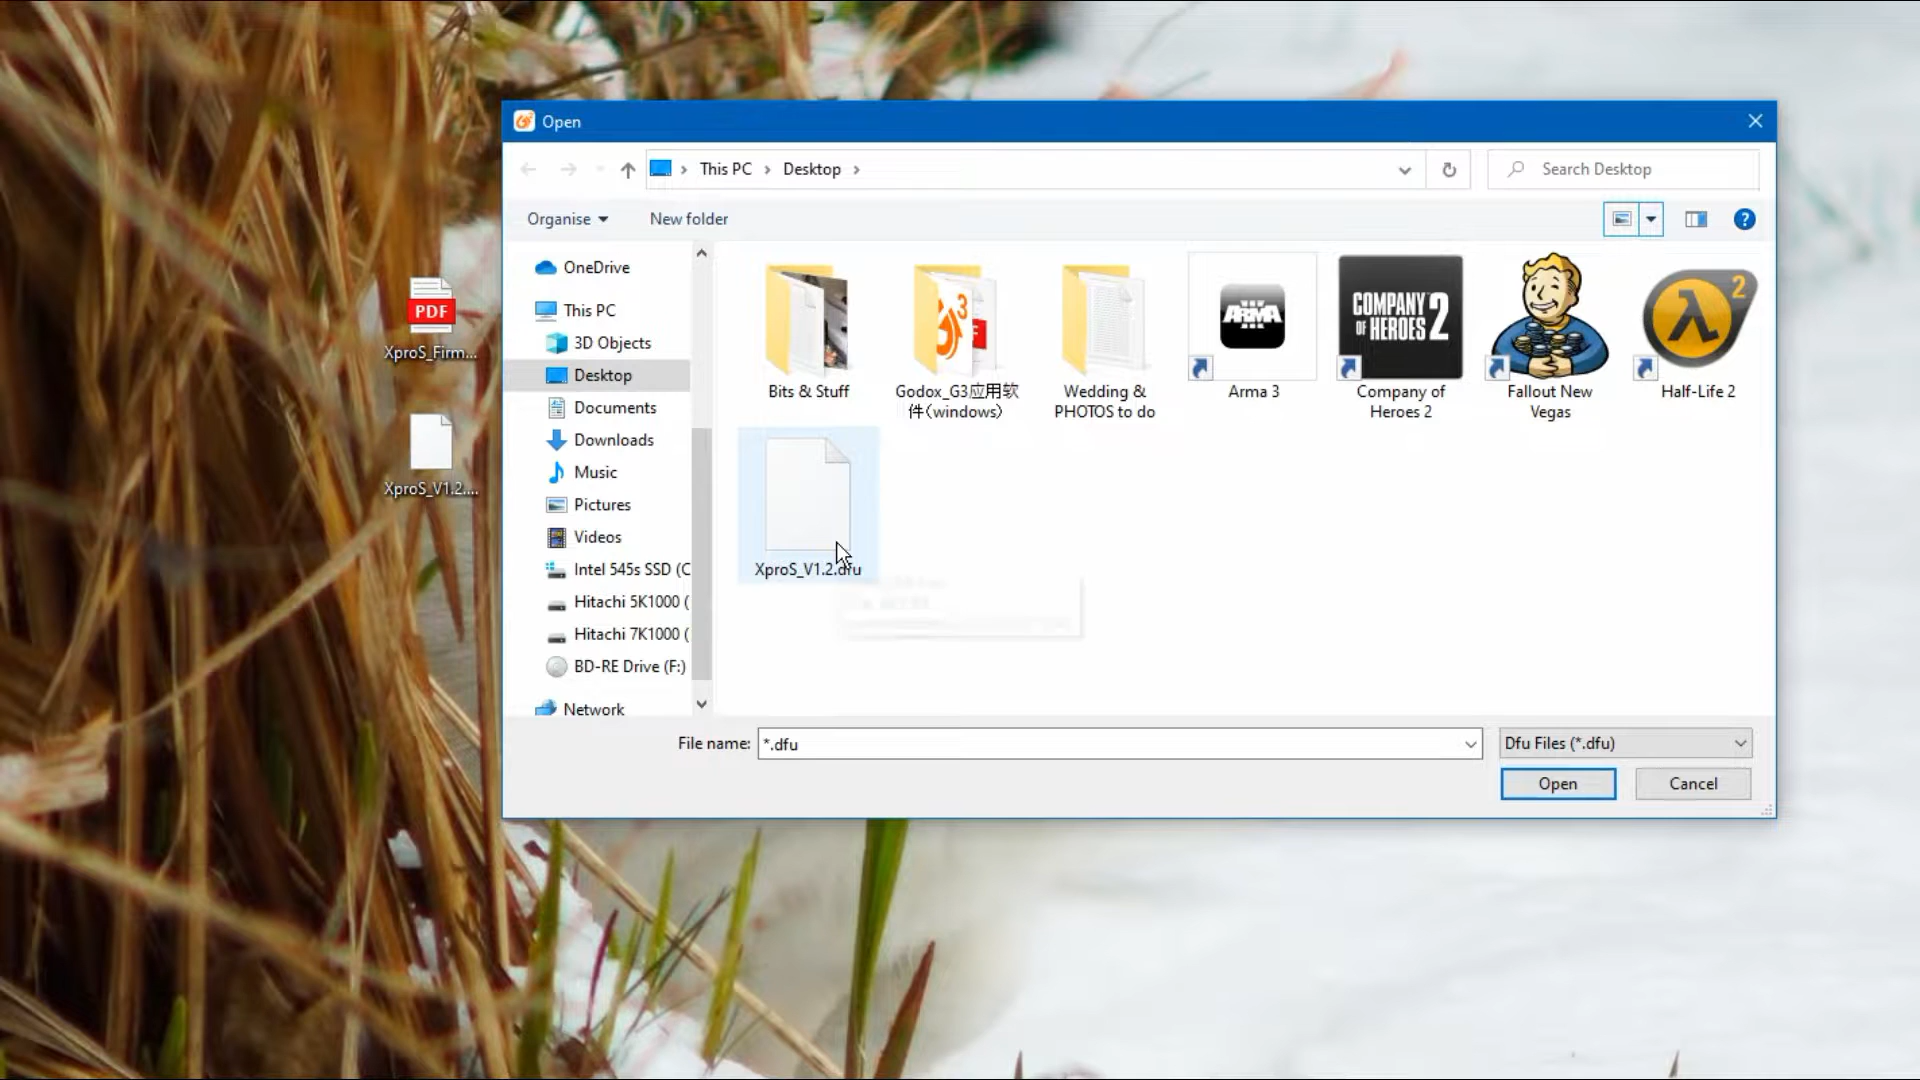 Open
This PC
Desktop
Search Desktop
Organise
New folder
OneDrive
This PC
3D Objects
Desktop
Documents
Downloads
Music
Pictures
Videos
Intel 545s SSD (C
Hitachi 5K1000 (
Hitachi 7K1000 (
BD-RE Drive (F:)
Network
Bits & Stuff
3
Godox_G3应用软
件(windows)
Wedding &
PHOTOS to do
ARMA
III
Arma 3
COMPANY
OF HEROES 2
Company of
Heroes 2
Fallout New
Vegas
λ 2
Half-Life 2
XproS_V1.2.dfu
PDF
XproS_Firm...
XproS_V1.2....
File name:
*.dfu
Dfu Files (*.dfu)
Open
Cancel